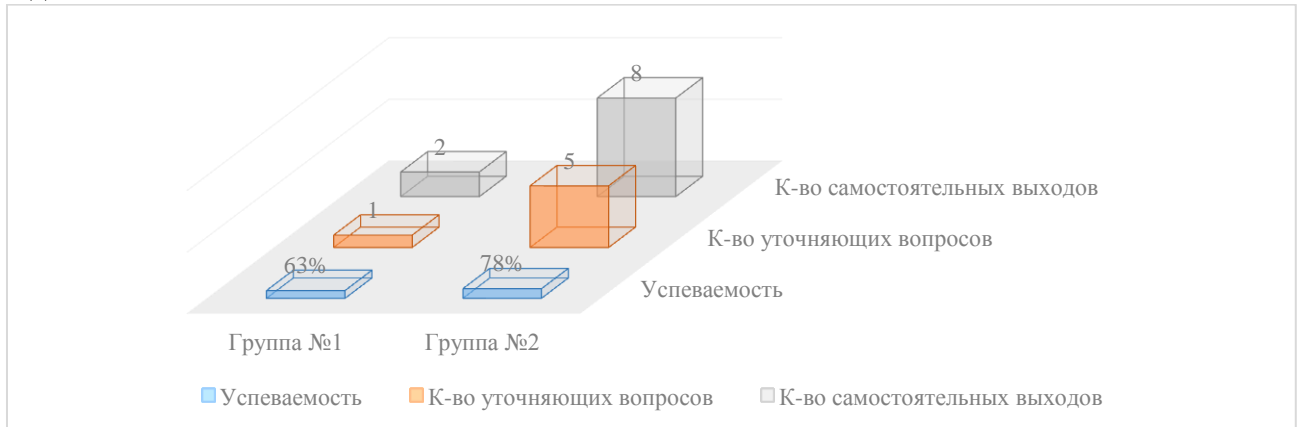 8
2
5
К-во самостоятельных выходов
1
К-во уточняющих вопросов
63%
78%
Успеваемость
Группа №1
Группа №2
Успеваемость
К-во уточняющих вопросов
К-во самостоятельных выходов